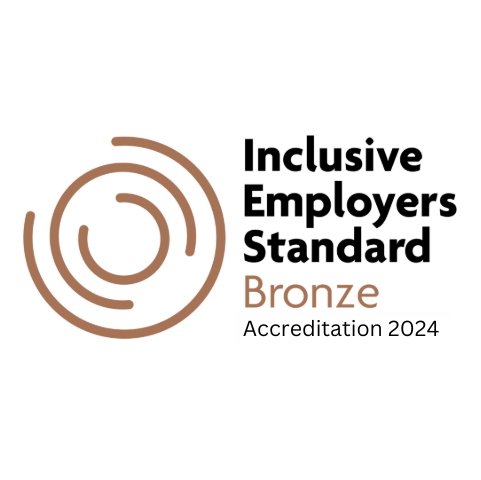 Inclusive
Employers
Standard
Bronze
Accreditation 2024